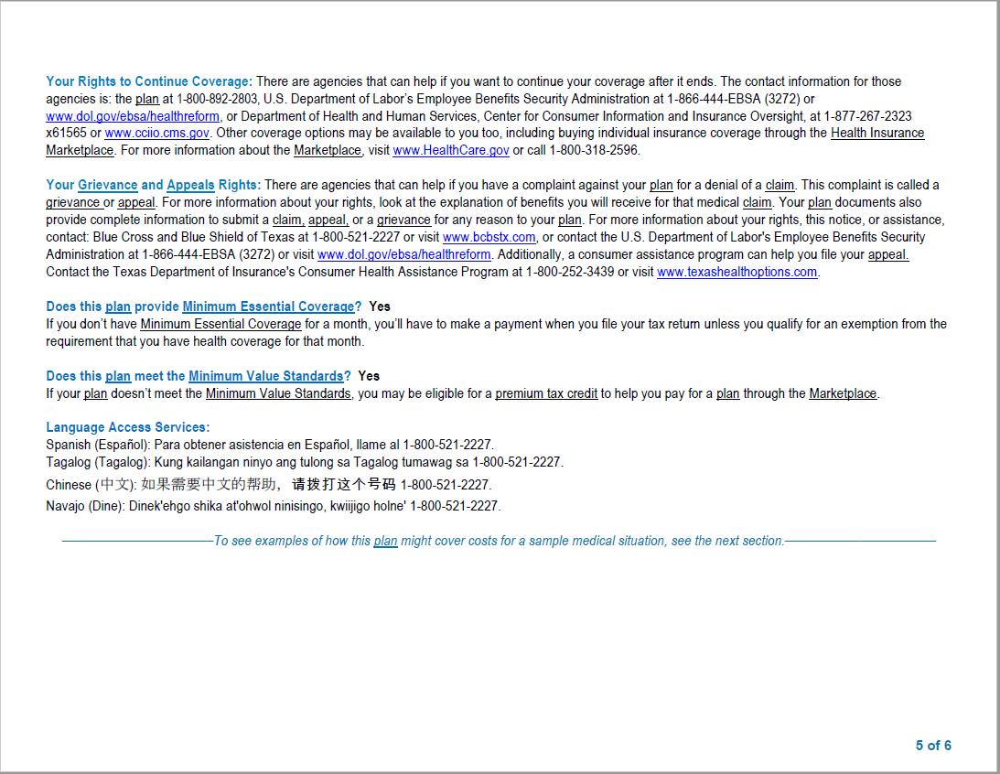 Your Rights to Continue Coverage: There are agencies that can help if you want to continue your coverage after it ends. The contact information for those
agencies is: the plan at 1-800-892-2803, U.S. Department of Labor's Employee Benefits Security Administration at 1-866-444-EBSA (3272) or
www.dol.gov/ebsa/healthreform, or Department of Health and Human Services, Center for Consumer Information and Insurance Oversight, at 1-877-267-2323
x61565 or www.cciio.cms.gov. Other coverage options may be available to you too, including buying individual insurance coverage through the Health Insurance
Marketplace. For more information about the Marketplace, visit www.HealthCare.gov or call 1-800-318-2596.
Your Grievance and Appeals Rights: There are agencies that can help if you have a complaint against your plan for a denial of a claim. This complaint is called a
grievance or appeal. For more information about your rights, look at the explanation of benefits you will receive for that medical claim. Your plan documents also
provide complete information to submit a claim, appeal, or a grievance for any reason to your plan. For more information about your rights, this notice, or assistance,
contact: Blue Cross and Blue Shield of Texas at 1-800-521-2227 or visit www.bcbstx.com, or contact the U.S. Department of Labor's Employee Benefits Security
Administration at 1-866-444-EBSA (3272) or visit www.dol.gov/ebsa/healthreform. Additionally, a consumer assistance program can help you file your appeal.
Contact the Texas Department of Insurance's Consumer Health Assistance Program at 1-800-252-3439 or visit www.texashealthoptions.com.
Does this plan provide Minimum Essential Coverage? Yes
If you don't have Minimum Essential Coverage for a month, you'll have to make a payment when you file your tax return unless you qualify for an exemption from the
requirement that you have health coverage for that month.
Does this plan meet the Minimum Value Standards? Yes
If your plan doesn't meet the Minimum Value Standards, you may be eligible for a premium tax credit to help you pay for a plan through the Marketplace.
Language Access Services:
Spanish (Español): Para obtener asistencia en Español, llame al 1-800-521-2227.
Tagalog (Tagalog): Kung kailangan ninyo ang tulong sa Tagalog tumawag sa 1-800-521-2227.
Chinese (中文): 如果需要中文的帮助，请拨打这个号码 1-800-521-2227.
Navajo (Dine): Dinek'ehgo shika at'ohwol ninisingo, kwiijigo holne' 1-800-521-2227.
To see examples of how this plan might cover costs for a sample medical situation, see the next section.
5 of 6